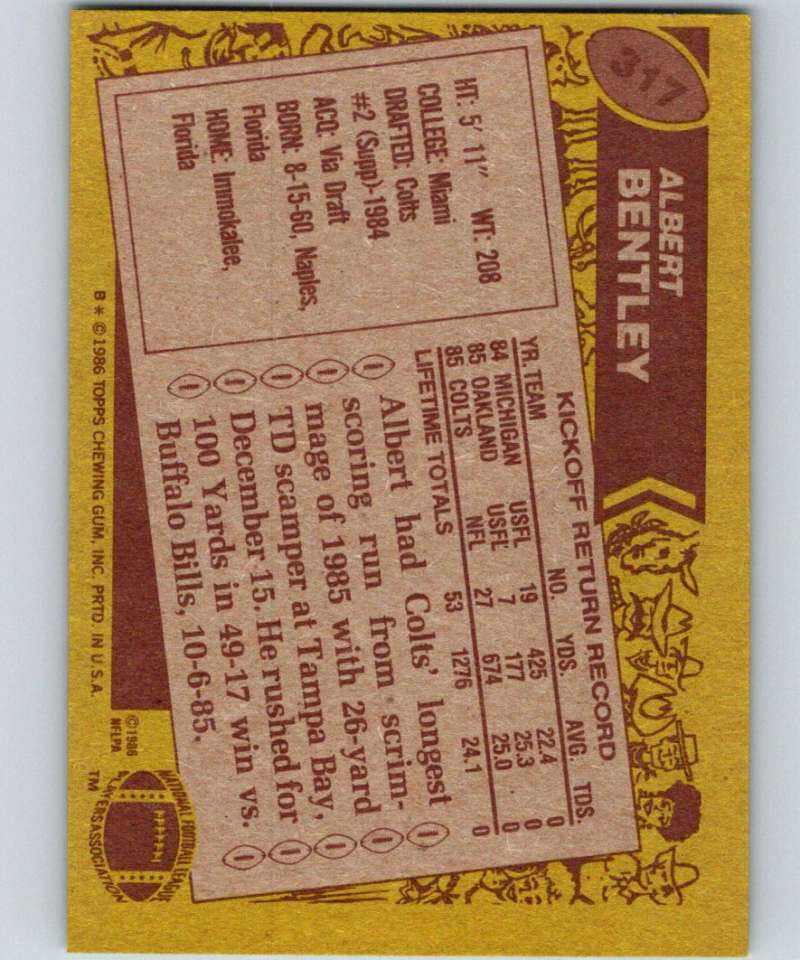 317
ALBERT
BENTLEY
HT: 5' 11" WT: 208
COLLEGE: Miami
DRAFTED: Colts
#2 (Supp)-1984
ACQ: Via Draft
BORN: 8-15-60, Naples,
Florida
HOME: Immokalee,
Florida
KICKOFF RETURN RECORD
YR. TEAM NO. YDS. AVG. TDS.
84 MICHIGAN USFL 19 425 22.4 0
85 OAKLAND USFL 7 177 25.3 0
85 COLTS NFL 27 674 25.0 0
LIFETIME TOTALS 53 1276 24.1 0
Albert had Colts' longest
scoring run from scrim-
mage of 1985 with 26-yard
TD scamper at Tampa Bay,
December 15. He rushed for
100 Yards in 49-17 win vs.
Buffalo Bills, 10-6-85.
B* ©1986 TOPPS CHEWING GUM, INC. PRTD. IN U.S.A.
©1986
NFLPA
NATIONAL FOOTBALL LEAGUE
PLAYERS ASSOCIATION
TM